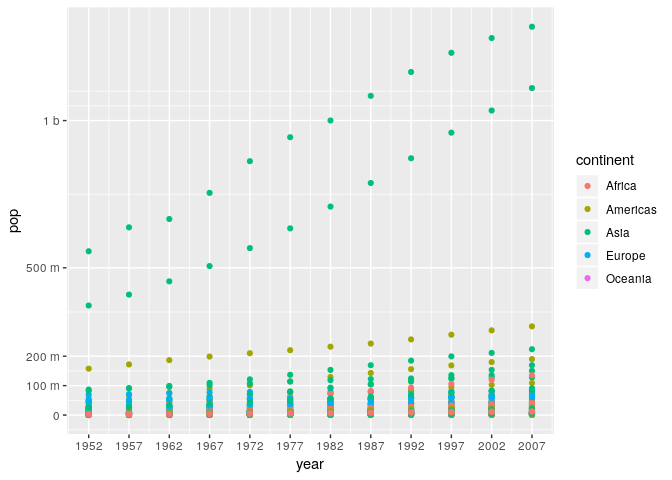 pop
1 b
500 m
200 m
100 m
0
1952 1957 1962 1967 1972 1977 1982 1987 1992 1997 2002 2007
year
continent
Africa
Americas
Asia
Europe
Oceania